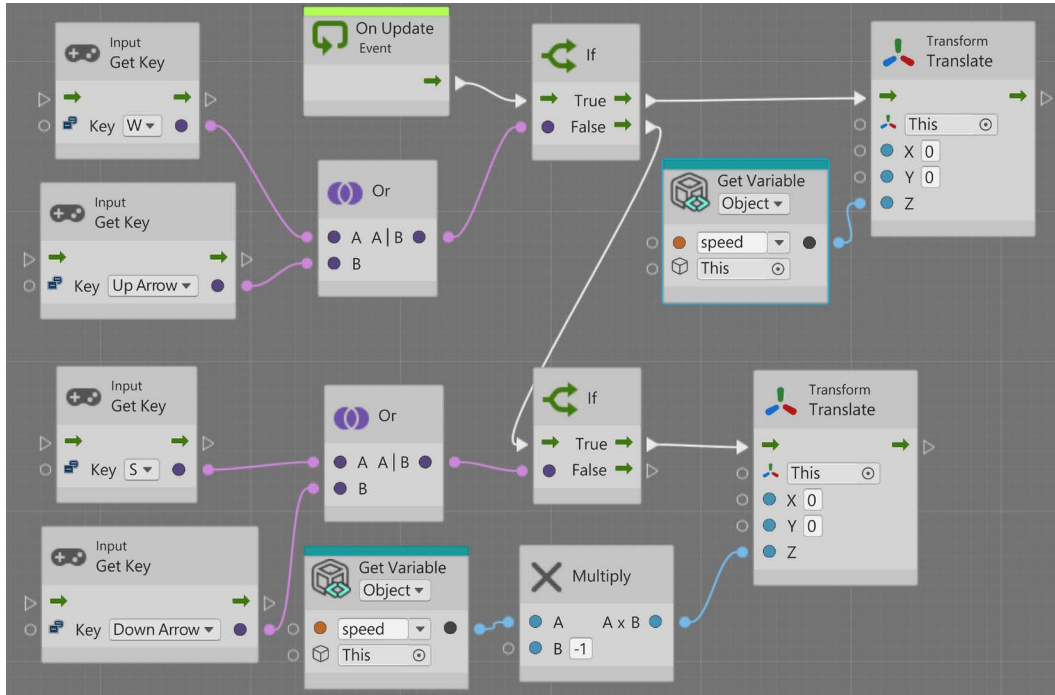 Input
Get Key
Key W
On Update
Event
If
True
False
Transform
Translate
This
X 0
Y 0
Z
Input
Get Key
Key Up Arrow
Or
A A|B
B
Get Variable
Object
speed
This
Input
Get Key
Key S
Or
A A|B
B
If
True
False
Transform
Translate
This
X 0
Y 0
Z
Input
Get Key
Key Down Arrow
Get Variable
Object
speed
This
Multiply
A A x B
B -1